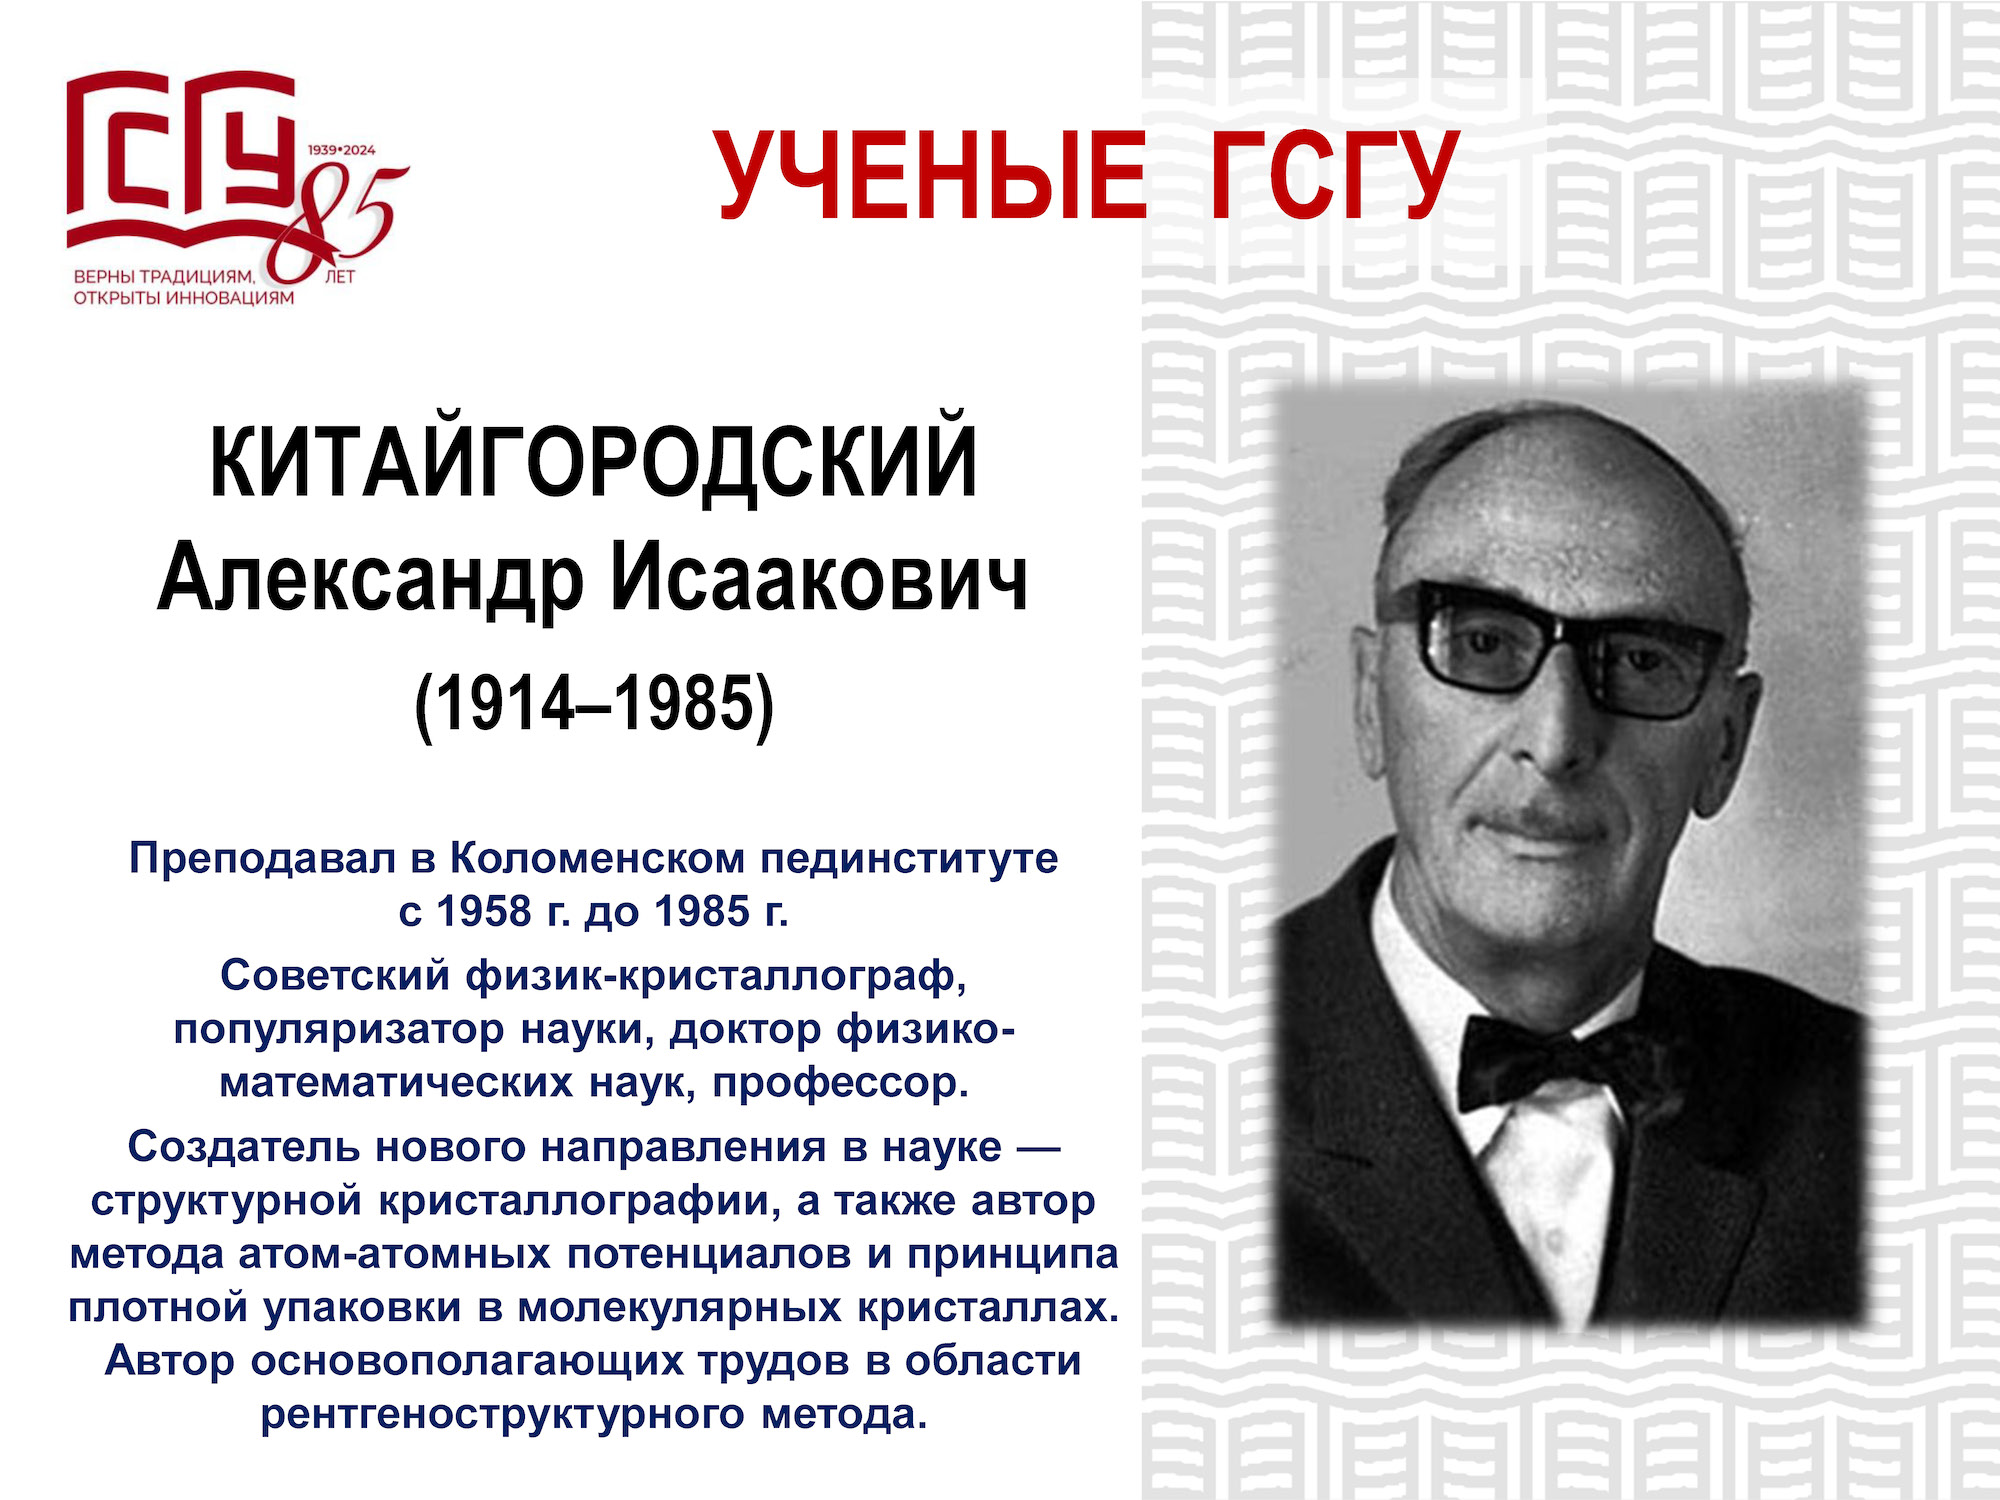 ГСГУ
1939•2024
85
ВЕРНЫ ТРАДИЦИЯМ, ЛЕТ
ОТКРЫТЫ ИННОВАЦИЯМ
УЧЕНЫЕ ГСГУ
КИТАЙГОРОДСКИЙ
Александр Исаакович
(1914–1985)
Преподавал в Коломенском пединституте
с 1958 г. до 1985 г.
Советский физик-кристаллограф,
популяризатор науки, доктор физико-
математических наук, профессор.
Создатель нового направления в науке —
структурной кристаллографии, а также автор
метода атом-атомных потенциалов и принципа
плотной упаковки в молекулярных кристаллах.
Автор основополагающих трудов в области
рентгеноструктурного метода.